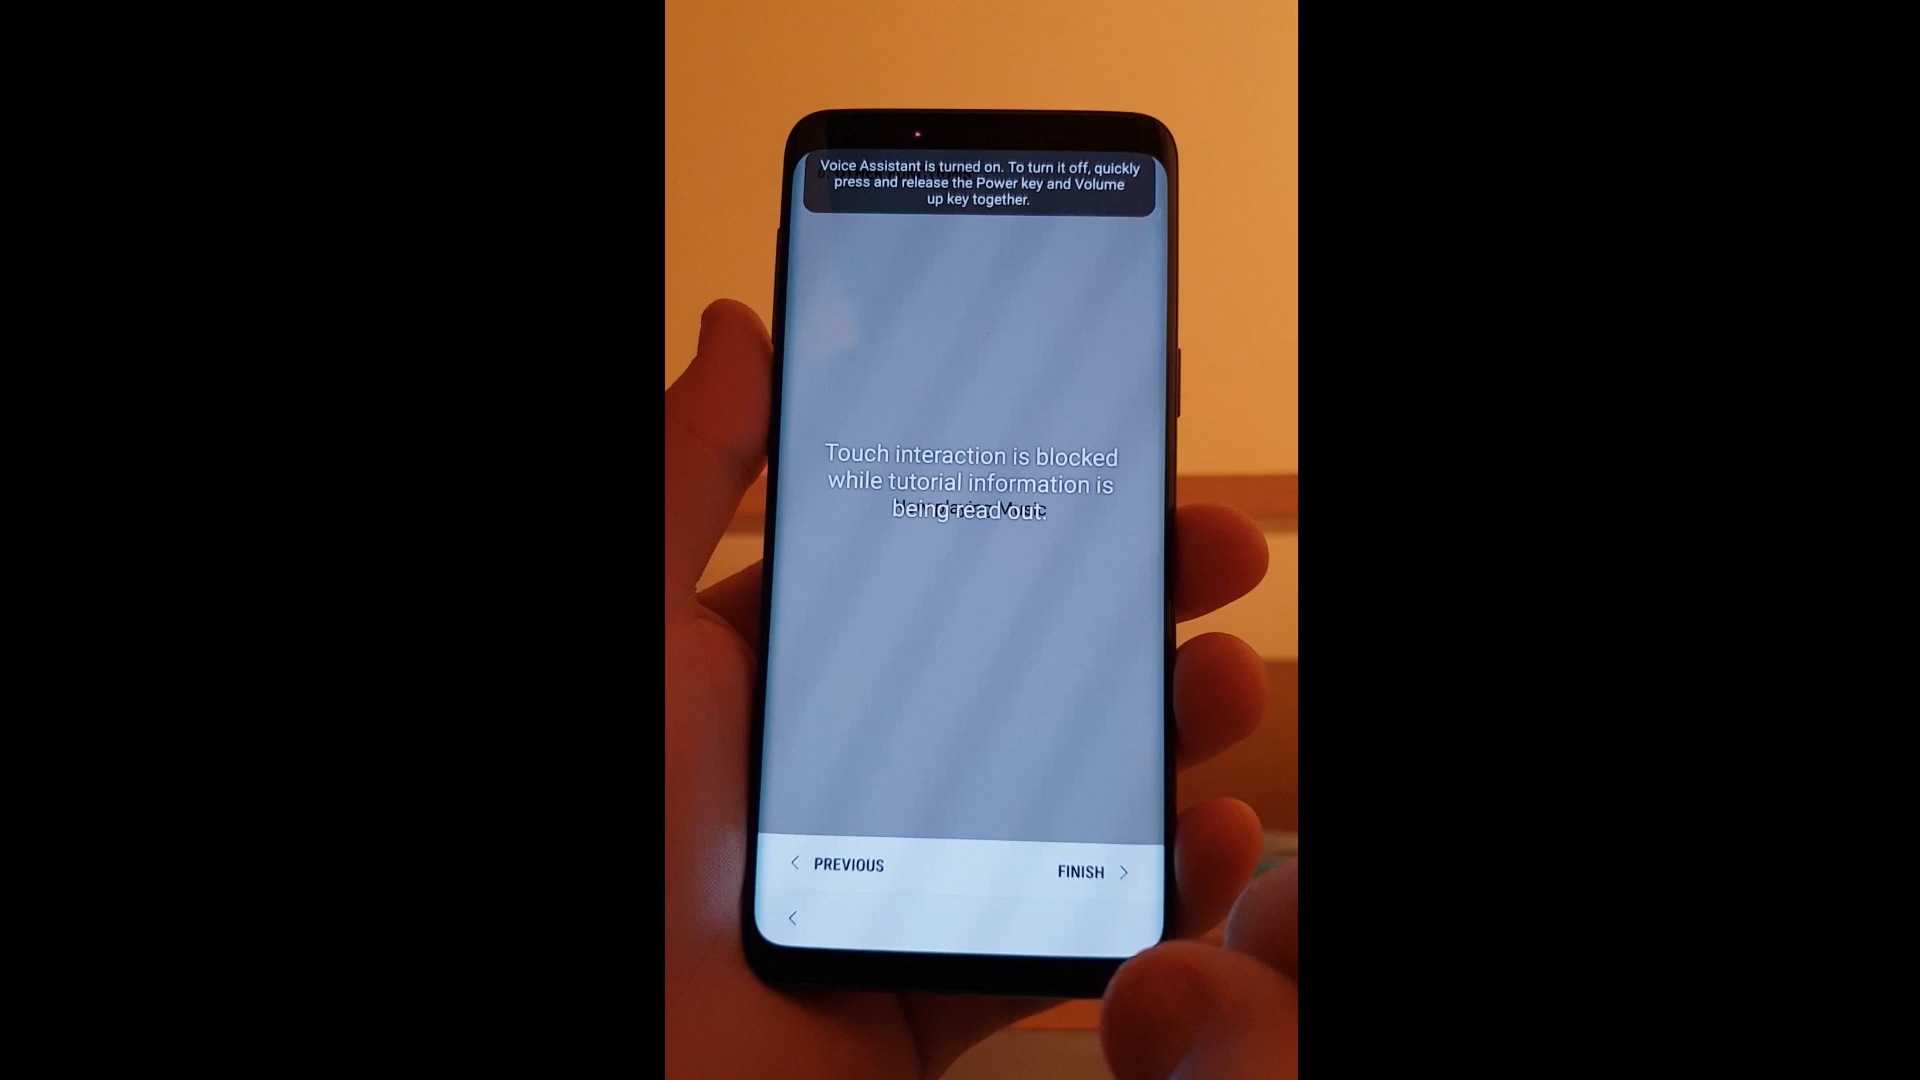 Voice Assistant is turned on. To turn it off, quickly
press and release the Power key and Volume
up key together.
Touch interaction is blocked
while tutorial information is
being read out.
PREVIOUS
FINISH